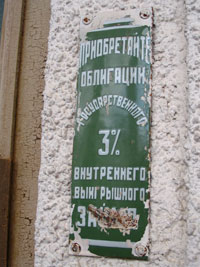 ПРИОБРЕТАЙТЕ
ОБЛИГАЦИИ
ГОСУДАРСТВЕННОГО
3%
ВНУТРЕННЕГО
ВЫИГРЫШНОГО